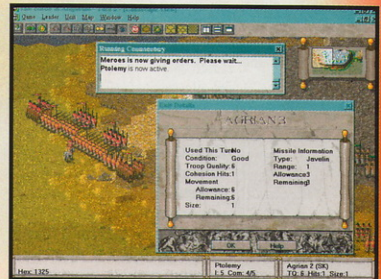 Game Leader Unit Map Window Help
Running Commentary
Meroes is now giving orders. Please wait...
Ptolemy is now active.
Unit Details
AGRIAN 3
Used This Turn No
Condition: Good
Troop Quality: 6
Cohesion Hits: 1
Movement
Allowance: 6
Remaining: 6
Size: 1
Missile Information
Type: Javelin
Range: 1
Allowance 3
Remaining 3
OK
Help
Hex: 1325
Ptolemy
I: 5 Com: 4/5
Agrian 2 (SK)
TQ: 6 Hits: 1 Size: 1